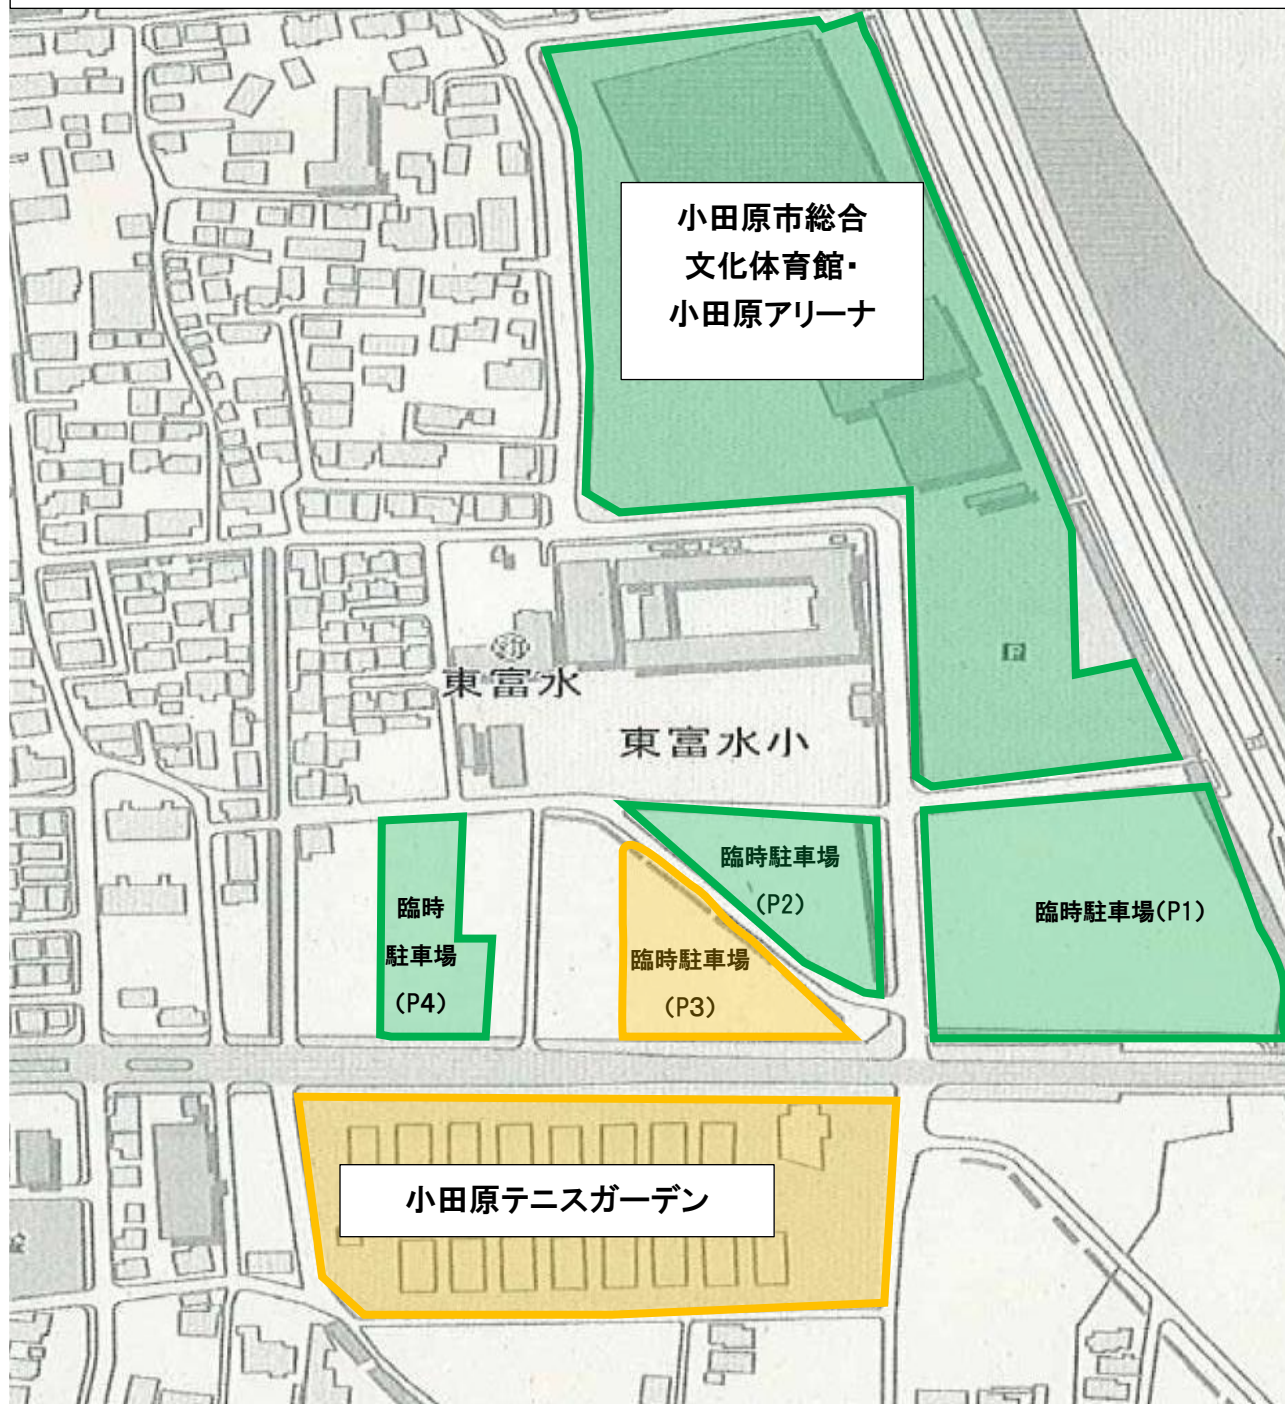 小田原市総合
文化体育館・
小田原アリーナ
P
東富水
東富水小
臨時駐車場
(P2)
臨時駐車場(P1)
臨時
駐車場
(P4)
臨時駐車場
(P3)
小田原テニスガーデン